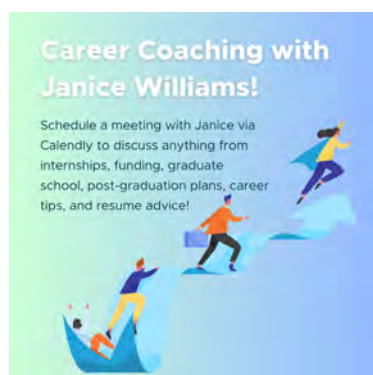 Career Coaching with
Janice Williams!
Schedule a meeting with Janice via
Calendly to discuss anything from
internships, funding, graduate
school, post-graduation plans, career
tips, and resume advice!